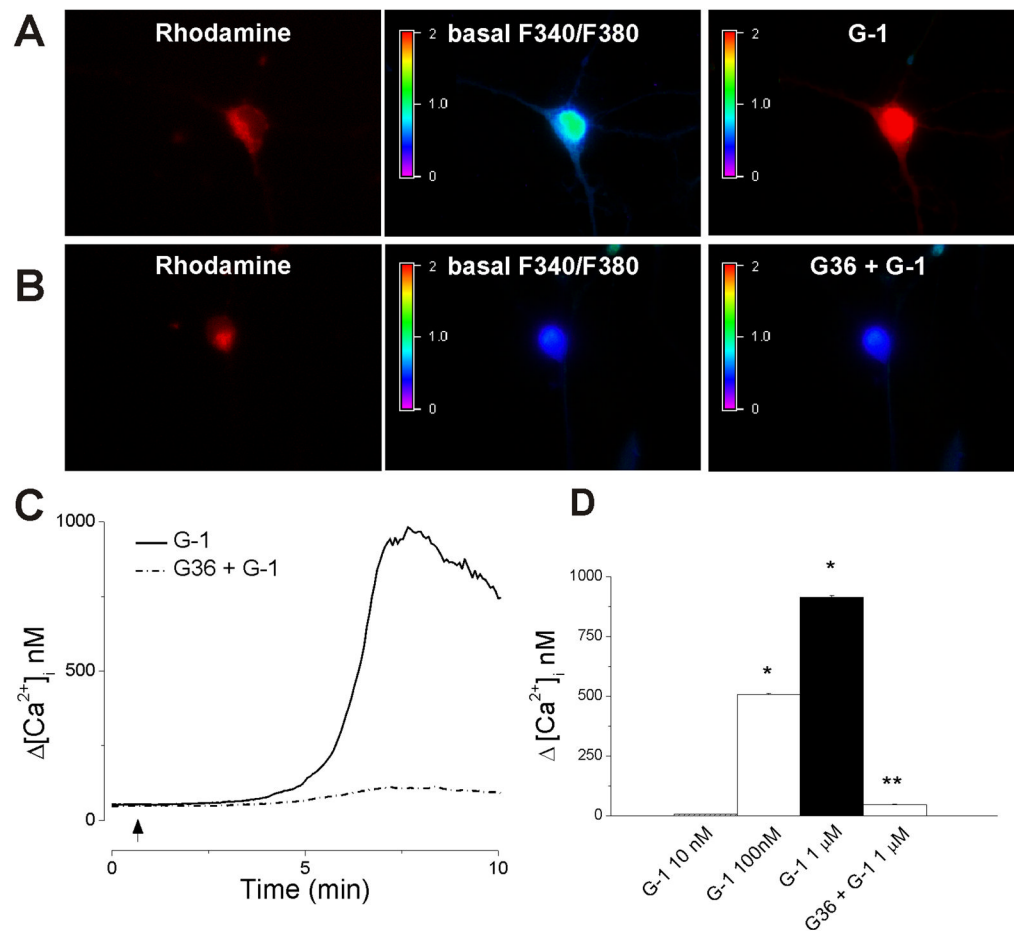 A
Rhodamine
basal F340/F380
G-1
2
1.0
0
2
1.0
0
B
Rhodamine
basal F340/F380
G36 + G-1
2
1.0
0
2
1.0
0
C
G-1
G36 + G-1
1000
500
0
Δ[Ca²⁺]ᵢ nM
0
5
10
Time (min)
D
1000
750
500
250
0
Δ [Ca²⁺]ᵢ nM
*
*
**
G-1 10 nM
G-1 100nM
G-1 1 µM
G36 + G-1 1 µM